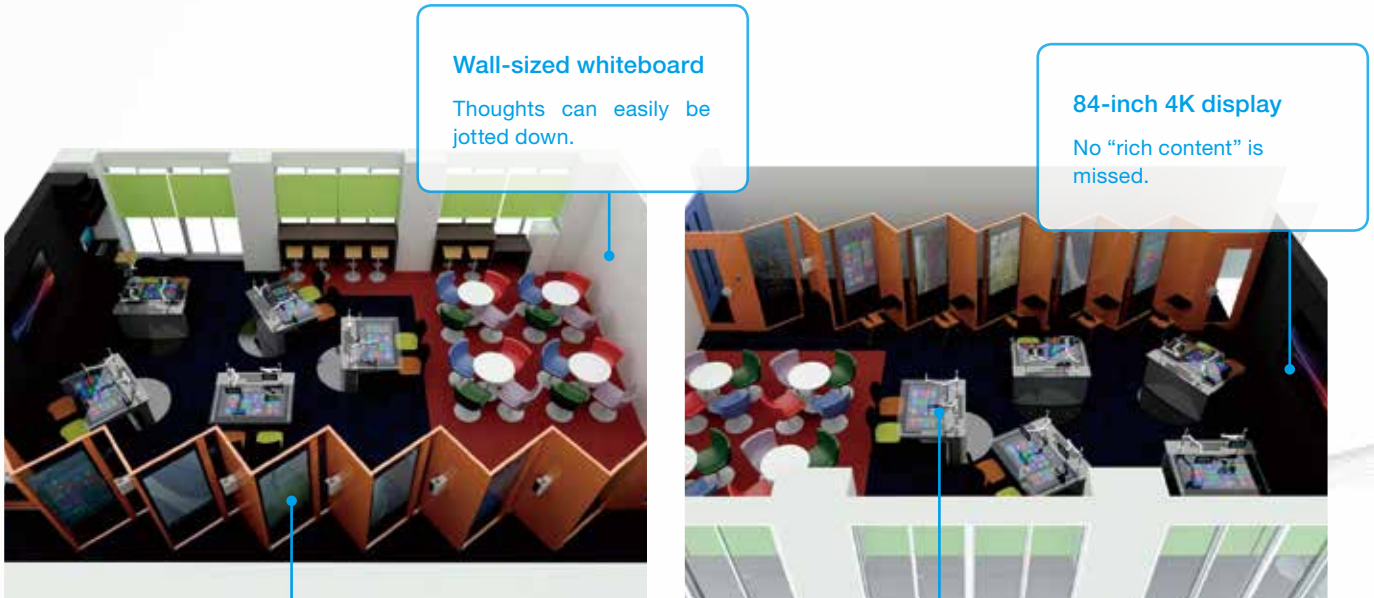 Wall-sized whiteboard
Thoughts can easily be
jotted down.
84-inch 4K display
No “rich content” is
missed.